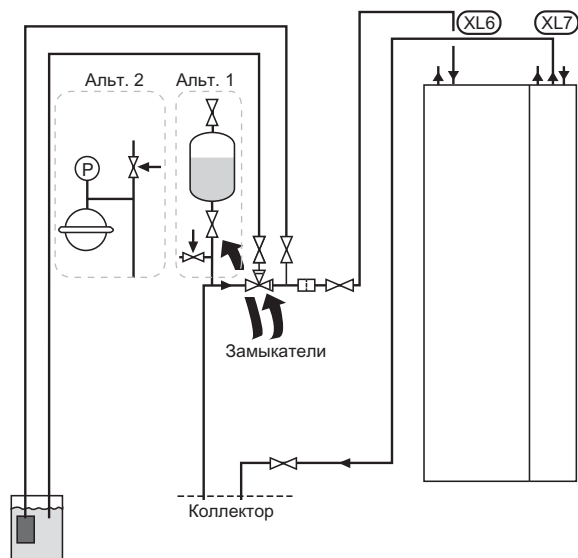 XL6
XL7
Альт. 2
Альт. 1
P
Замыкатели
Коллектор